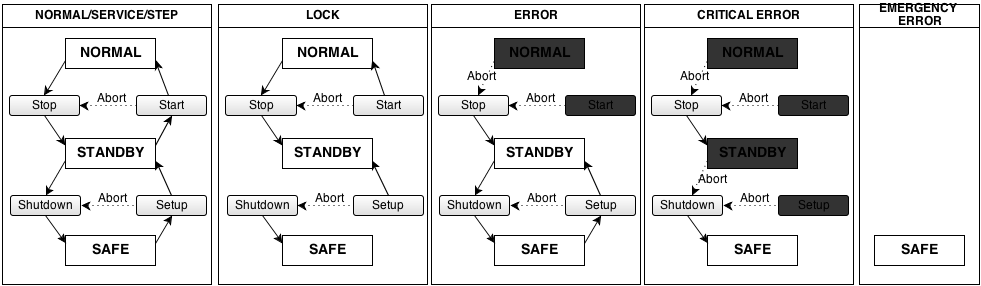 NORMAL/SERVICE/STEP
NORMAL
Stop
Abort
Start
STANDBY
Shutdown
Abort
Setup
SAFE
LOCK
NORMAL
Stop
Abort
Start
STANDBY
Shutdown
Abort
Setup
SAFE
ERROR
NORMAL
Abort
Stop
Abort
Start
STANDBY
Shutdown
Abort
Setup
SAFE
CRITICAL ERROR
NORMAL
Abort
Stop
Abort
Start
STANDBY
Abort
Shutdown
Abort
Setup
SAFE
EMERGENCY
ERROR
SAFE